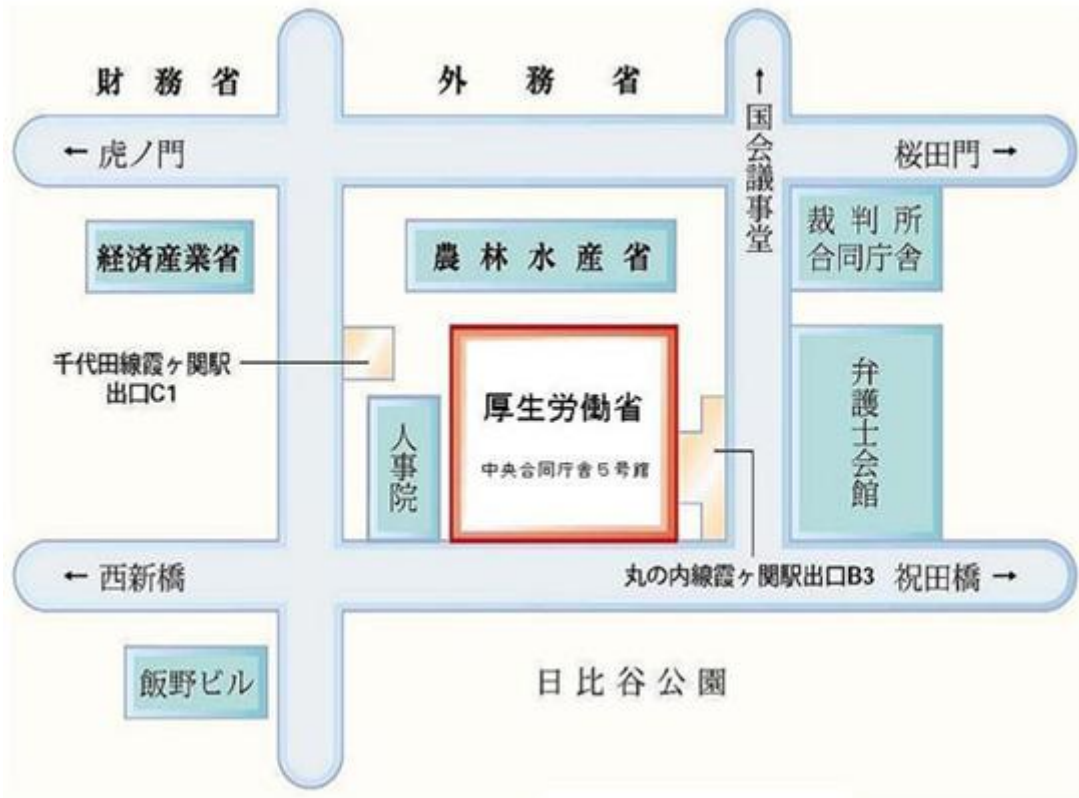 財務省
外務省
↑国会議事堂
←虎ノ門
桜田門→
経済産業省
農林水産省
裁判所
合同庁舎
千代田線霞ヶ関駅
出口C1
人事院
厚生労働省
中央合同庁舎5号館
弁護士会館
←西新橋
丸の内線霞ヶ関駅出口B3
祝田橋→
飯野ビル
日比谷公園